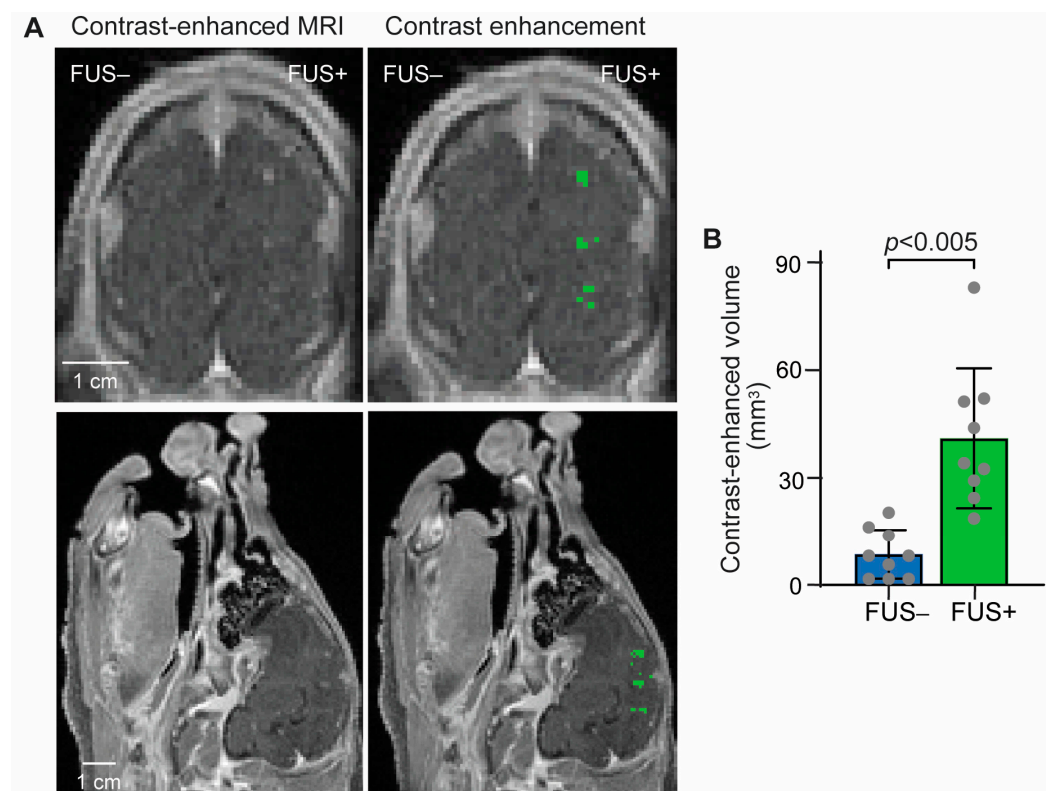 A
Contrast-enhanced MRI
Contrast enhancement
FUS–
FUS+
FUS–
FUS+
1 cm
1 cm
B
p<0.005
Contrast-enhanced volume
(mm³)
90
60
30
0
FUS–
FUS+